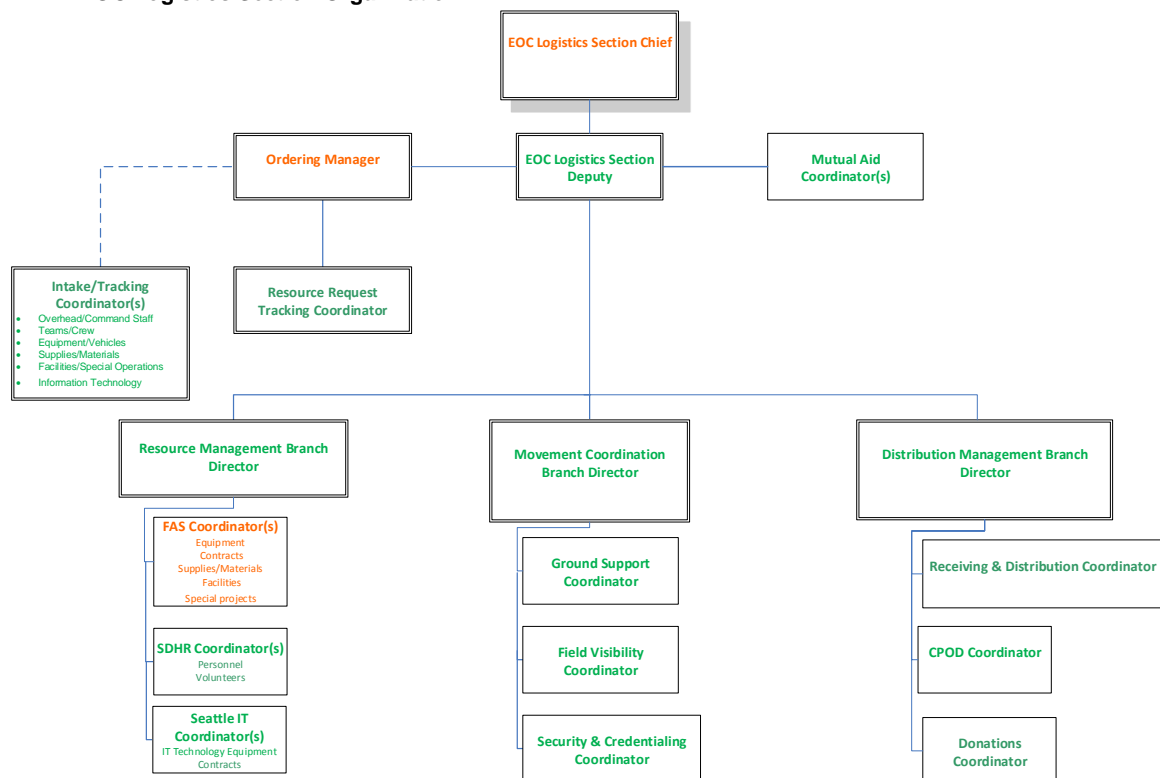 EOC Logistics Section Chief
Ordering Manager
EOC Logistics Section
Deputy
Mutual Aid
Coordinator(s)
Intake/Tracking
Coordinator(s)
• Overhead/Command Staff
• Teams/Crew
• Equipment/Vehicles
• Supplies/Materials
• Facilities/Special Operations
• Information Technology
Resource Request
Tracking Coordinator
Resource Management Branch
Director
Movement Coordination
Branch Director
Distribution Management Branch
Director
FAS Coordinator(s)
Equipment
Contracts
Supplies/Materials
Facilities
Special projects
SDHR Coordinator(s)
Personnel
Volunteers
Seattle IT
Coordinator(s)
IT Technology Equipment
Contracts
Ground Support
Coordinator
Field Visibility
Coordinator
Security & Credentialing
Coordinator
Receiving & Distribution Coordinator
CPOD Coordinator
Donations
Coordinator